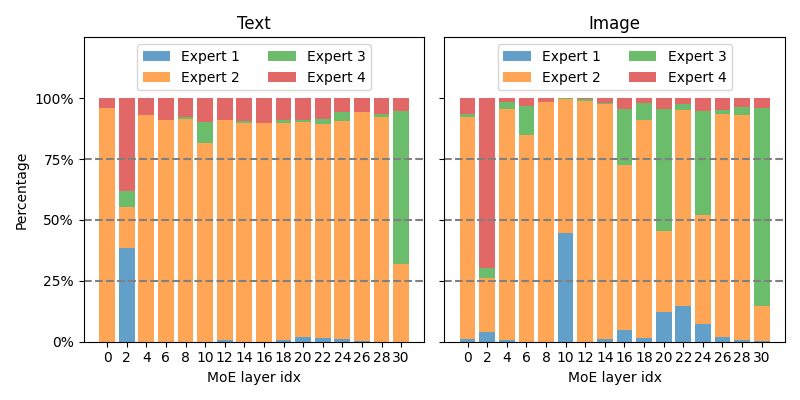 Text
Expert 1 Expert 3
Expert 2 Expert 4
Percentage
100%
75%
50%
25%
0%
0 2 4 6 8 10 12 14 16 18 20 22 24 26 28 30
MoE layer idx
Image
Expert 1 Expert 3
Expert 2 Expert 4
0 2 4 6 8 10 12 14 16 18 20 22 24 26 28 30
MoE layer idx